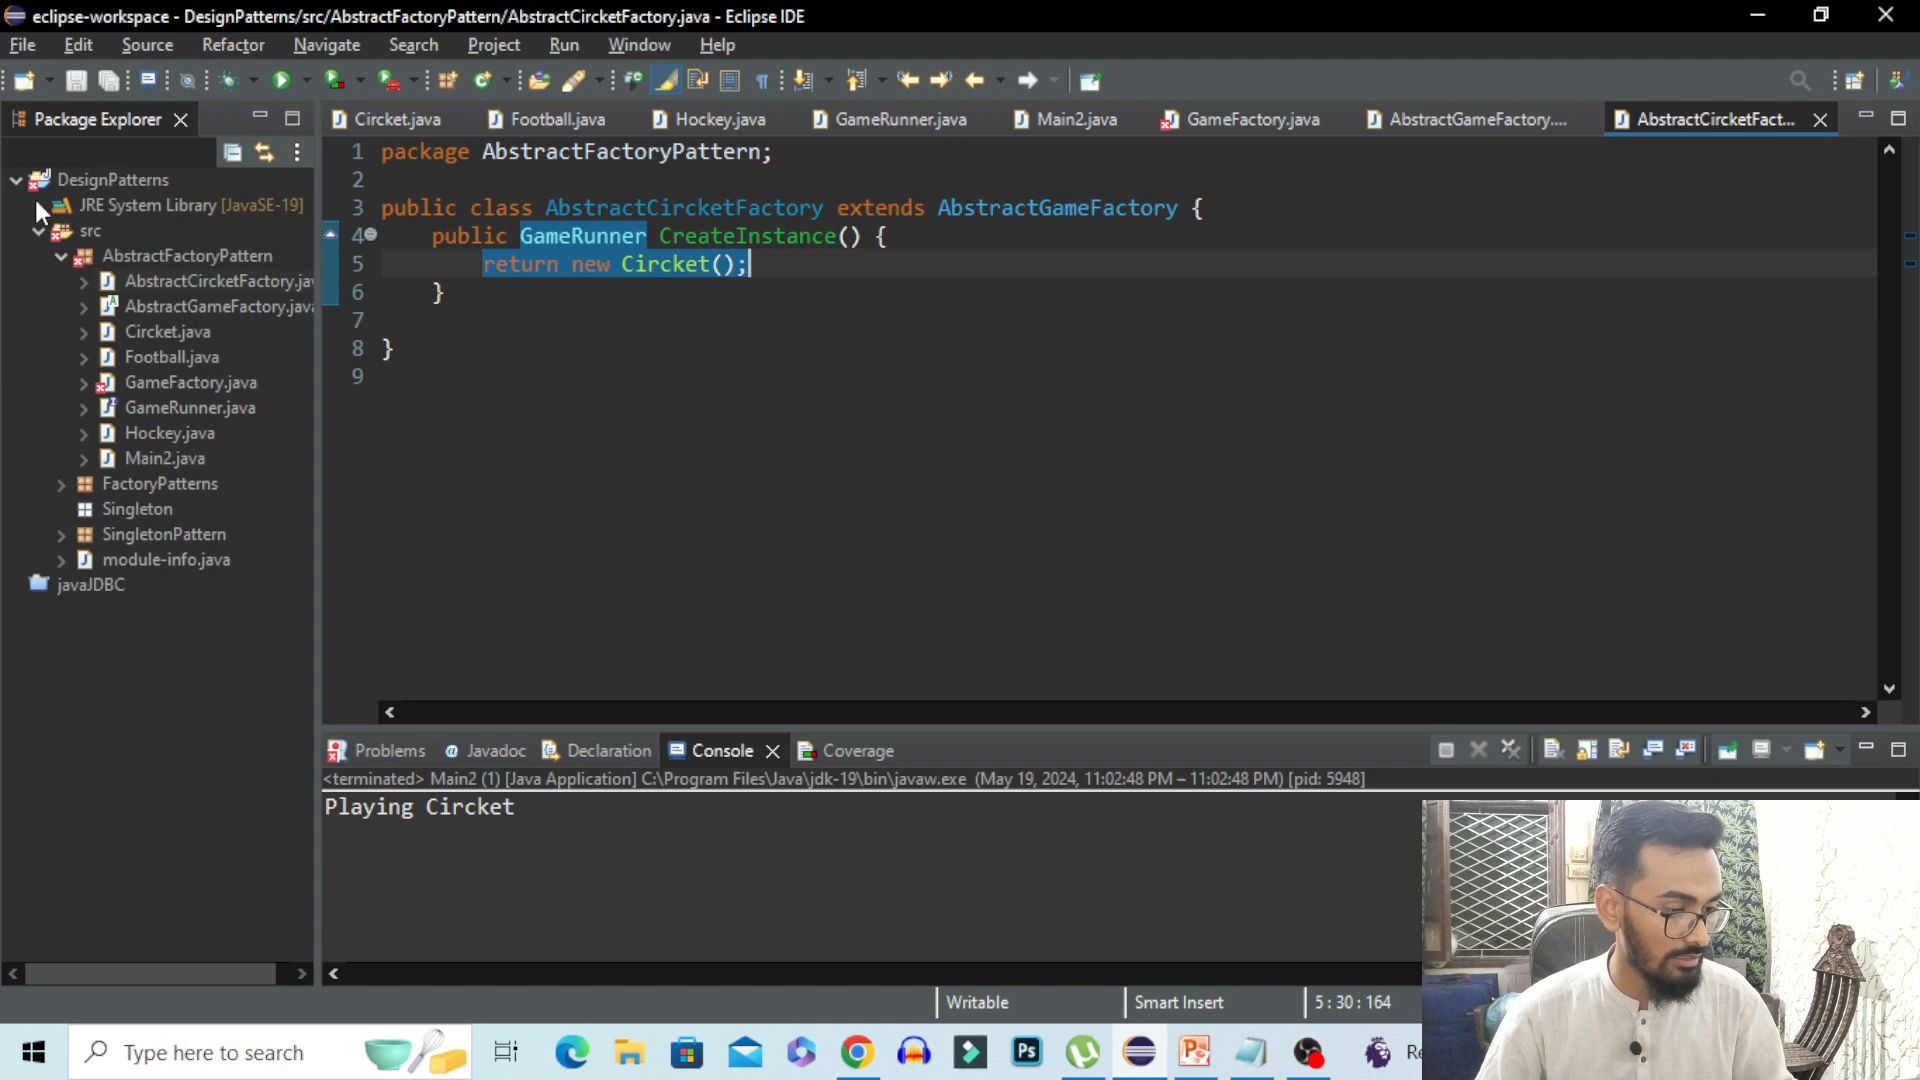 eclipse-workspace - DesignPatterns/src/AbstractFactoryPattern/AbstractCircketFactory.java - Eclipse IDE
File Edit Source Refactor Navigate Search Project Run Window Help
Package Explorer
Circket.java Football.java Hockey.java GameRunner.java Main2.java GameFactory.java AbstractGameFactory.... AbstractCircketFact...
DesignPatterns
JRE System Library [JavaSE-19]
src
AbstractFactoryPattern
AbstractCircketFactory.jav
AbstractGameFactory.java
Circket.java
Football.java
GameFactory.java
GameRunner.java
Hockey.java
Main2.java
FactoryPatterns
Singleton
SingletonPattern
module-info.java
javaJDBC
1 package AbstractFactoryPattern;
2
3 public class AbstractCircketFactory extends AbstractGameFactory {
4 public GameRunner CreateInstance() {
5 return new Circket();
6 }
7
8 }
9
Problems Javadoc Declaration Console Coverage
<terminated> Main2 (1) [Java Application] C:\Program Files\Java\jdk-19\bin\javaw.exe (May 19, 2024, 11:02:48 PM – 11:02:48 PM) [pid: 5948]
Playing Circket
Writable Smart Insert 5 : 30 : 164
Type here to search
Ps